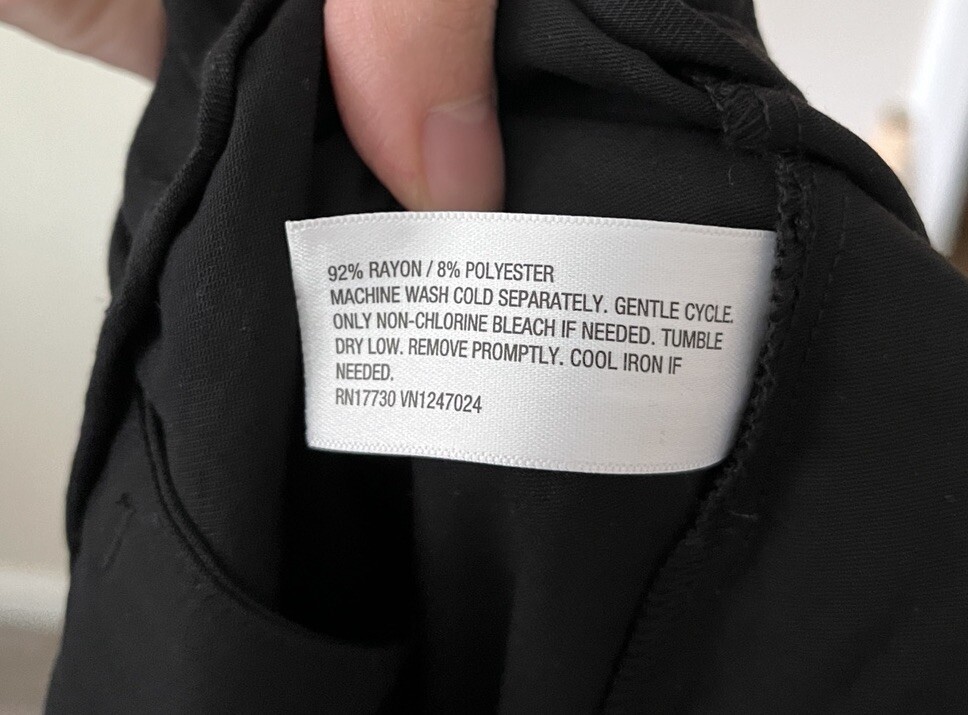 92% RAYON / 8% POLYESTER
MACHINE WASH COLD SEPARATELY. GENTLE CYCLE.
ONLY NON-CHLORINE BLEACH IF NEEDED. TUMBLE
DRY LOW. REMOVE PROMPTLY. COOL IRON IF
NEEDED.
RN17730 VN1247024